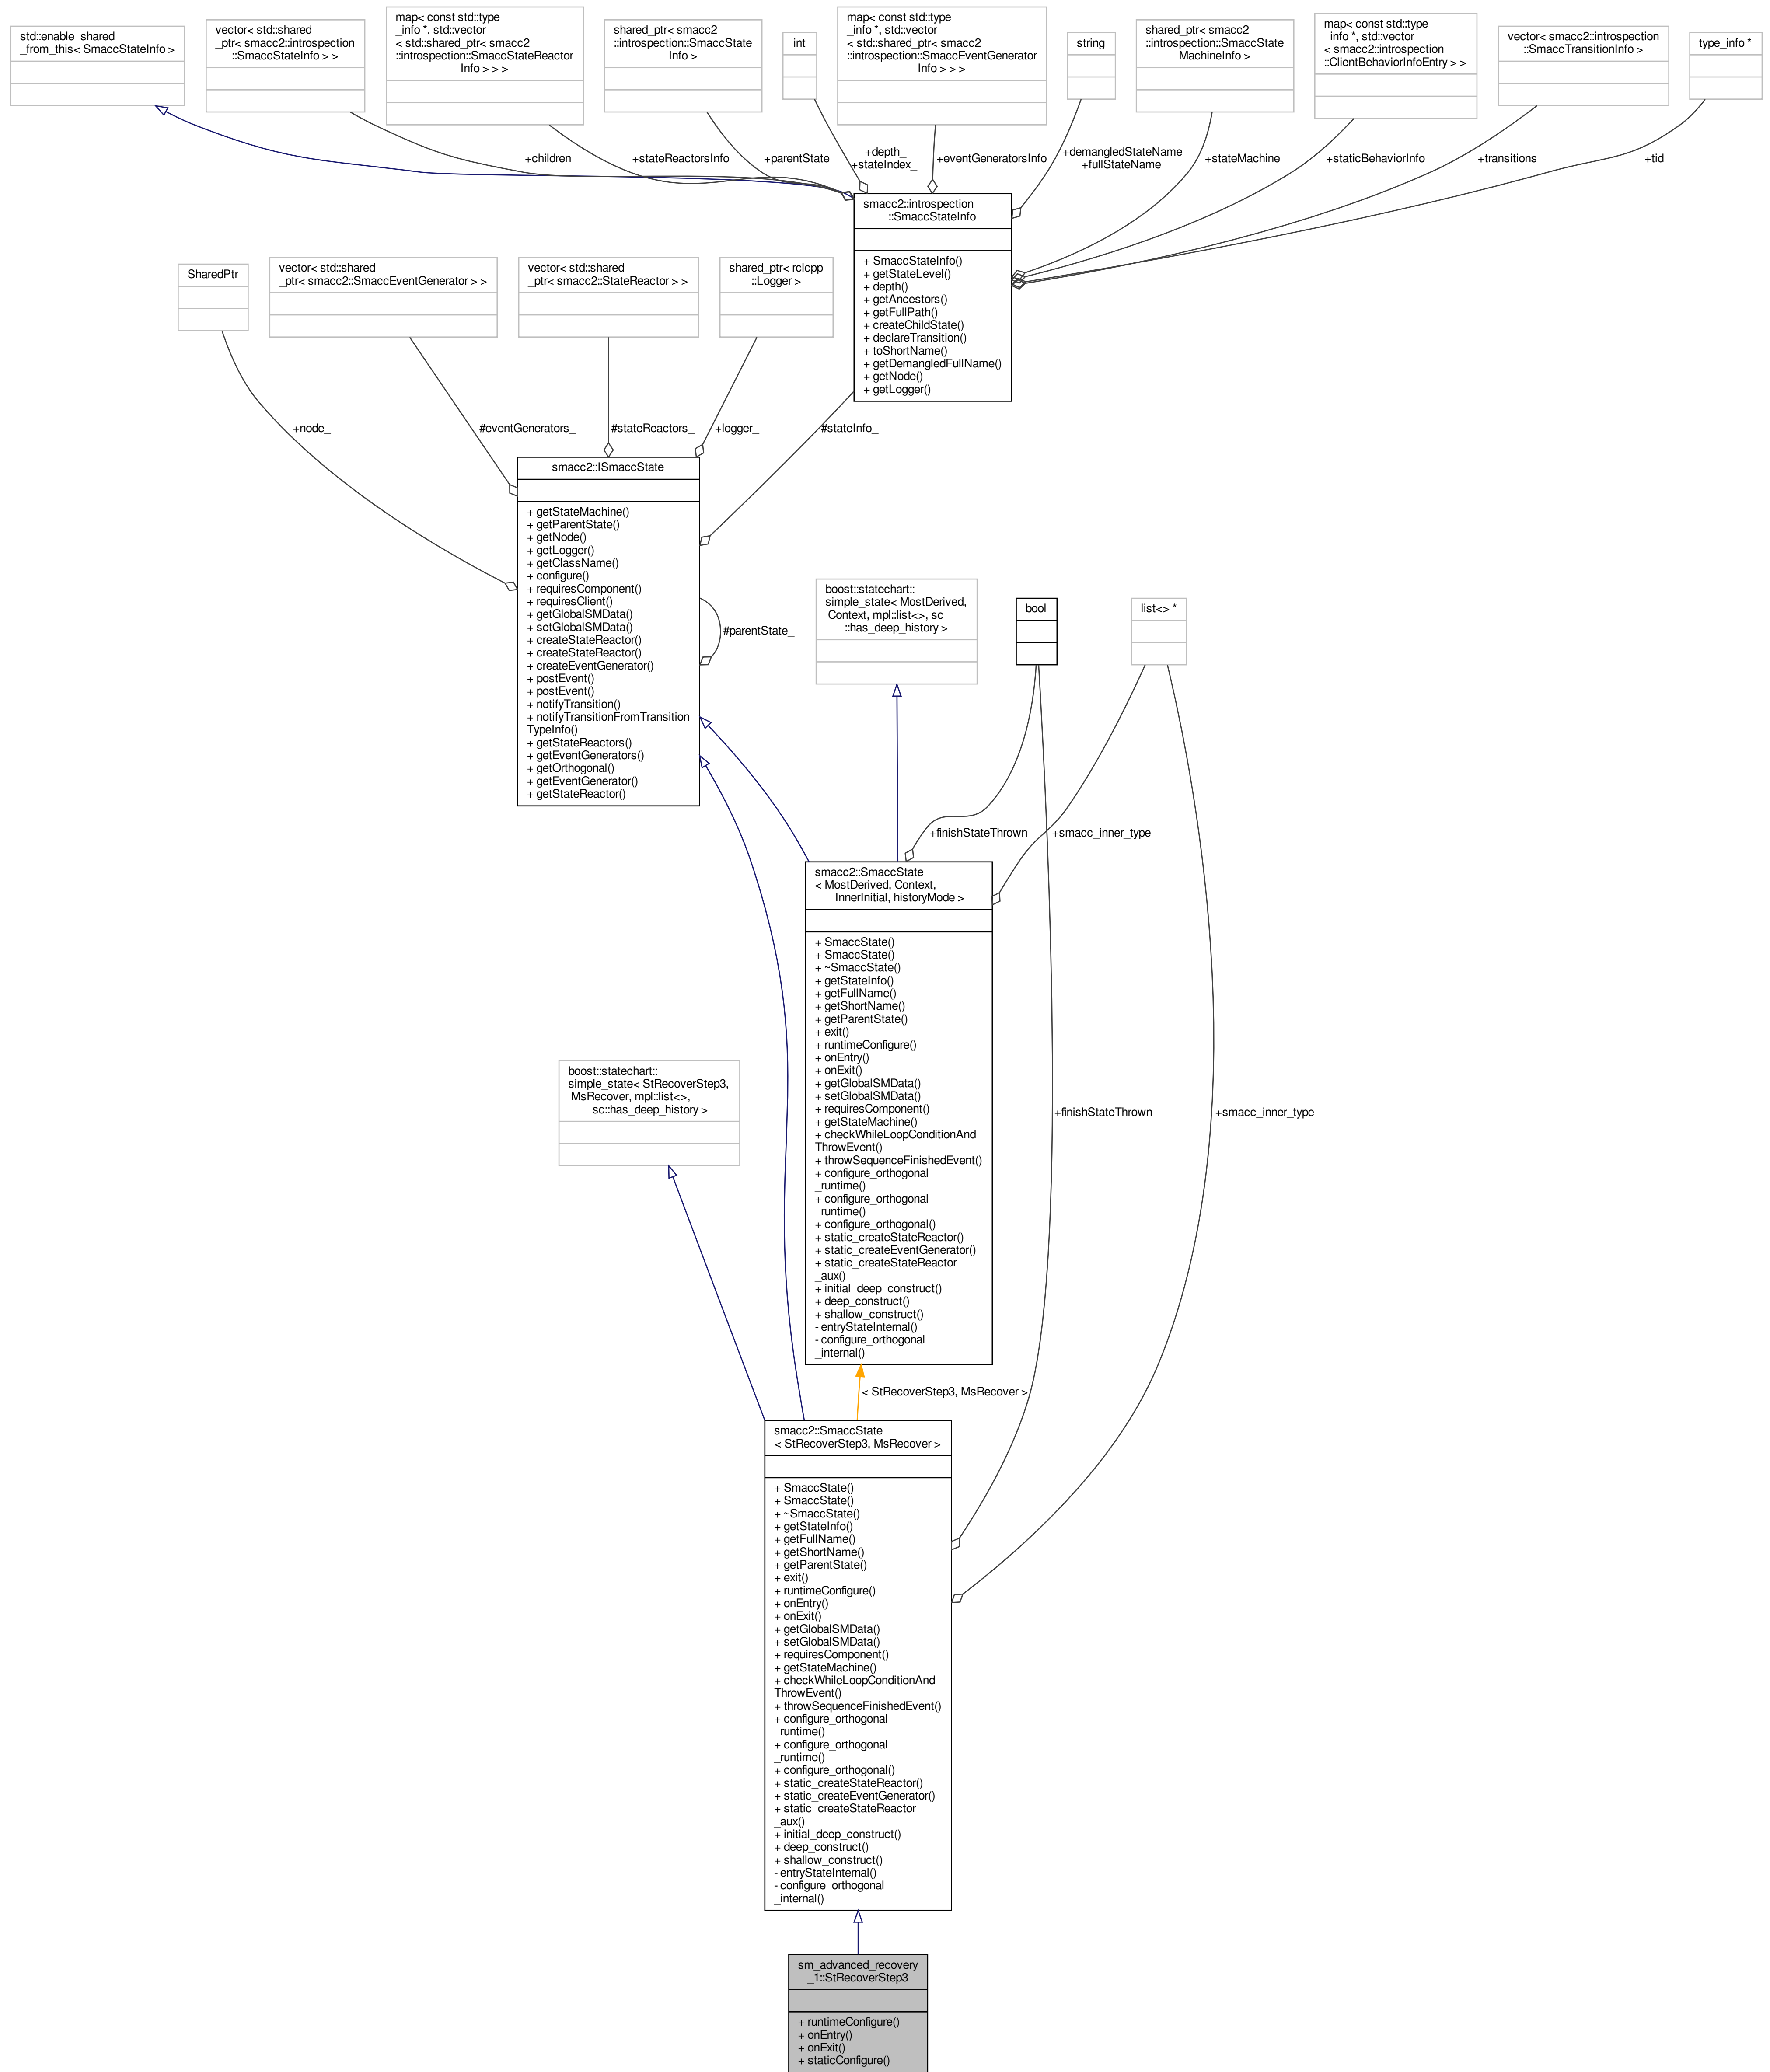 std::enable_shared
_from_this< SmaccStateInfo >
vector< std::shared
_ptr< smacc2::introspection
::SmaccStateInfo > >
map< const std::type
_info *, std::vector
< std::shared_ptr< smacc2
::introspection::SmaccStateReactor
Info > > >
shared_ptr< smacc2
::introspection::SmaccState
Info >
int
map< const std::type
_info *, std::vector
< std::shared_ptr< smacc2
::introspection::SmaccEventGenerator
Info > > >
string
shared_ptr< smacc2
::introspection::SmaccState
MachineInfo >
map< const std::type
_info *, std::vector
< smacc2::introspection
::ClientBehaviorInfoEntry > >
vector< smacc2::introspection
::SmaccTransitionInfo >
type_info *
+children_
+stateReactorsInfo
+parentState_
+depth_
+stateIndex_
+eventGeneratorsInfo
+demangledStateName
+fullStateName
+stateMachine_
+staticBehaviorInfo
+transitions_
+tid_
smacc2::introspection
::SmaccStateInfo
+ SmaccStateInfo()
+ getStateLevel()
+ depth()
+ getAncestors()
+ getFullPath()
+ createChildState()
+ declareTransition()
+ toShortName()
+ getDemangledFullName()
+ getNode()
+ getLogger()
SharedPtr
vector< std::shared
_ptr< smacc2::SmaccEventGenerator > >
vector< std::shared
_ptr< smacc2::StateReactor > >
shared_ptr< rclcpp
::Logger >
+node_
#eventGenerators_
#stateReactors_
+logger_
#stateInfo_
smacc2::ISmaccState
+ getStateMachine()
+ getParentState()
+ getNode()
+ getLogger()
+ getClassName()
+ configure()
+ requiresComponent()
+ requiresClient()
+ getGlobalSMData()
+ setGlobalSMData()
+ createStateReactor()
+ createStateReactor()
+ createEventGenerator()
+ postEvent()
+ postEvent()
+ notifyTransition()
+ notifyTransitionFromTransition
TypeInfo()
+ getStateReactors()
+ getEventGenerators()
+ getOrthogonal()
+ getEventGenerator()
+ getStateReactor()
#parentState_
boost::statechart::
simple_state< MostDerived,
Context, mpl::list<>, sc
::has_deep_history >
bool
list<> *
+finishStateThrown
+smacc_inner_type
smacc2::SmaccState
< MostDerived, Context,
InnerInitial, historyMode >
+ SmaccState()
+ SmaccState()
+ ~SmaccState()
+ getStateInfo()
+ getFullName()
+ getShortName()
+ getParentState()
+ exit()
+ runtimeConfigure()
+ onEntry()
+ onExit()
+ getGlobalSMData()
+ setGlobalSMData()
+ requiresComponent()
+ getStateMachine()
+ checkWhileLoopConditionAnd
ThrowEvent()
+ throwSequenceFinishedEvent()
+ configure_orthogonal
_runtime()
+ configure_orthogonal
_runtime()
+ configure_orthogonal()
+ static_createStateReactor()
+ static_createEventGenerator()
+ static_createStateReactor
_aux()
+ initial_deep_construct()
+ deep_construct()
+ shallow_construct()
- entryStateInternal()
- configure_orthogonal
_internal()
boost::statechart::
simple_state< StRecoverStep3,
MsRecover, mpl::list<>,
sc::has_deep_history >
+finishStateThrown
+smacc_inner_type
< StRecoverStep3, MsRecover >
smacc2::SmaccState
< StRecoverStep3, MsRecover >
+ SmaccState()
+ SmaccState()
+ ~SmaccState()
+ getStateInfo()
+ getFullName()
+ getShortName()
+ getParentState()
+ exit()
+ runtimeConfigure()
+ onEntry()
+ onExit()
+ getGlobalSMData()
+ setGlobalSMData()
+ requiresComponent()
+ getStateMachine()
+ checkWhileLoopConditionAnd
ThrowEvent()
+ throwSequenceFinishedEvent()
+ configure_orthogonal
_runtime()
+ configure_orthogonal
_runtime()
+ configure_orthogonal()
+ static_createStateReactor()
+ static_createEventGenerator()
+ static_createStateReactor
_aux()
+ initial_deep_construct()
+ deep_construct()
+ shallow_construct()
- entryStateInternal()
- configure_orthogonal
_internal()
sm_advanced_recovery
_1::StRecoverStep3
+ runtimeConfigure()
+ onEntry()
+ onExit()
+ staticConfigure()